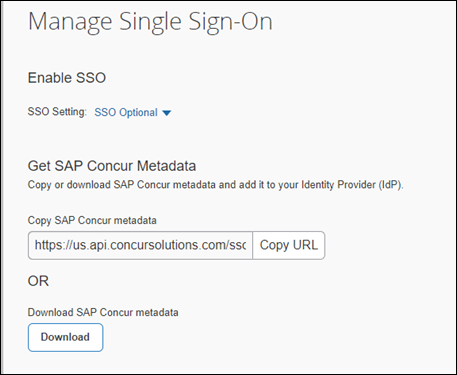 Manage Single Sign-On
Enable SSO
SSO Setting: SSO Optional
Get SAP Concur Metadata
Copy or download SAP Concur metadata and add it to your Identity Provider (IdP).
Copy SAP Concur metadata
https://us.api.concursolutions.com/ssc Copy URL
OR
Download SAP Concur metadata
Download